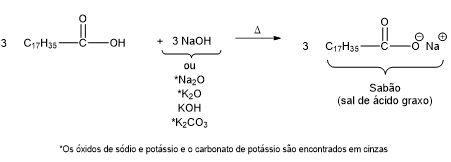 O
3 C17H35 C OH + 3 NaOH Δ 3 C17H35 C O⊖ Na⊕
O
ou
*Na2O
*K2O
KOH
*K2CO3
Sabão
(sal de ácido graxo)
*Os óxidos de sódio e potássio e o carbonato de potássio são encontrados em cinzas